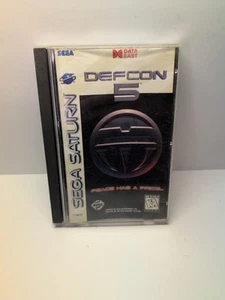 SEGA
DATA
EAST
DEFCON
5
SEGA SATURN
PEACE HAS A PRICE.